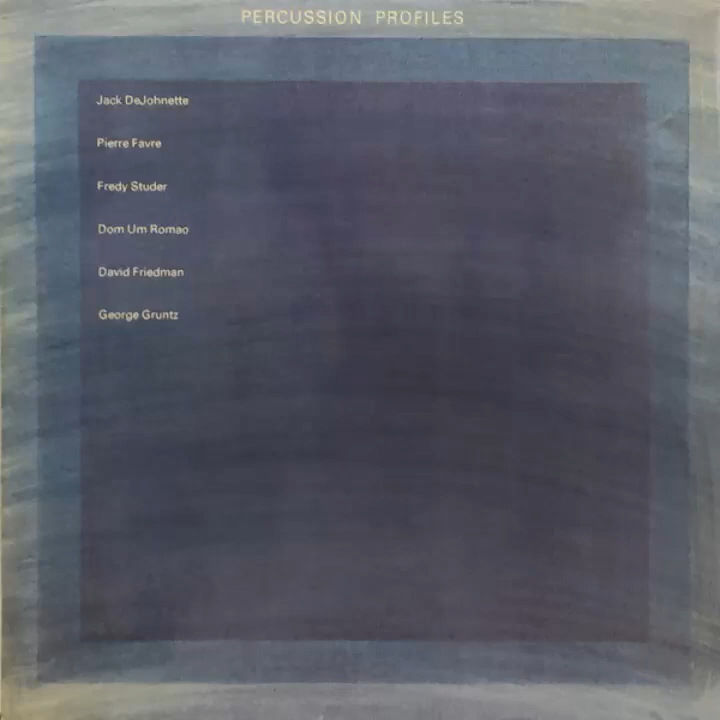 PERCUSSION PROFILES
Jack DeJohnette
Pierre Favre
Fredy Studer
Dom Um Romao
David Friedman
George Gruntz